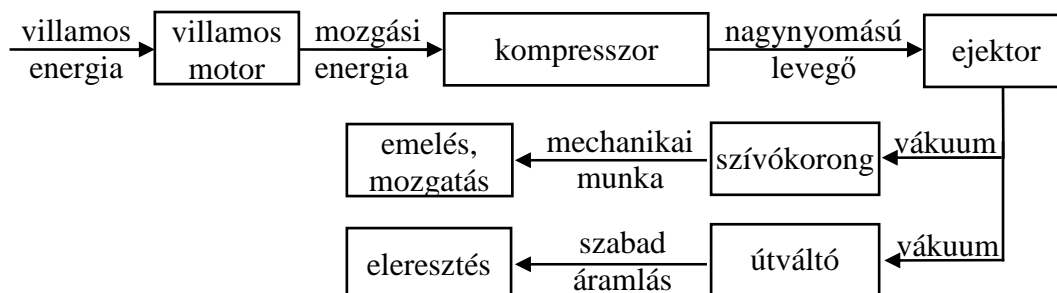 villamos
energia
villamos
motor
mozgási
energia
kompresszor
nagynyomású
levegő
ejektor
vákuum
szívókorong
mechanikai
munka
emelés,
mozgatás
vákuum
útváltó
szabad
áramlás
eleresztés